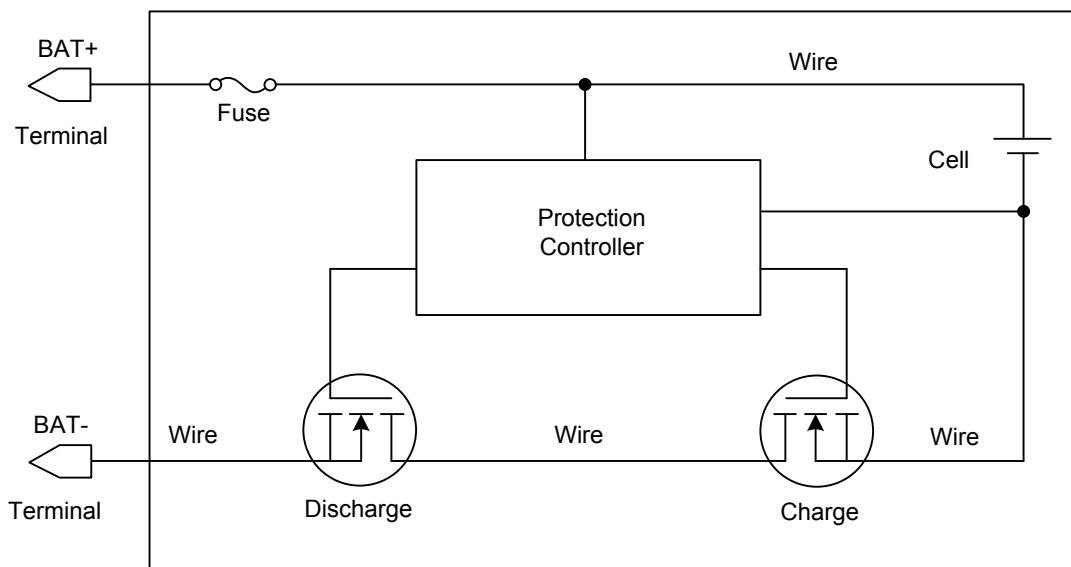 BAT+
Wire
Fuse
Terminal
Cell
Protection
Controller
BAT-
Wire
Wire
Wire
Terminal
Discharge
Charge